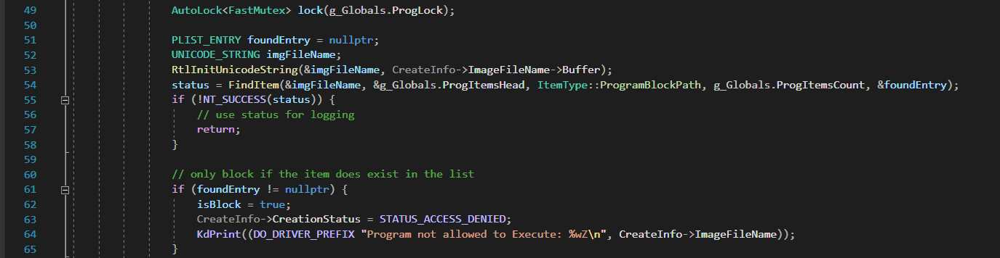 49 AutoLock<FastMutex> lock(g_Globals.ProgLock);
50
51 PLIST_ENTRY foundEntry = nullptr;
52 UNICODE_STRING imgFileName;
53 RtlInitUnicodeString(&imgFileName, CreateInfo->ImageFileName->Buffer);
54 status = FindItem(&imgFileName, &g_Globals.ProgItemsHead, ItemType::ProgramBlockPath, g_Globals.ProgItemsCount, &foundEntry);
55 if (!NT_SUCCESS(status)) {
56 // use status for logging
57 return;
58 }
59
60 // only block if the item does exist in the list
61 if (foundEntry != nullptr) {
62 isBlock = true;
63 CreateInfo->CreationStatus = STATUS_ACCESS_DENIED;
64 KdPrint((DO_DRIVER_PREFIX "Program not allowed to Execute: %wZ\n", CreateInfo->ImageFileName));
65 }